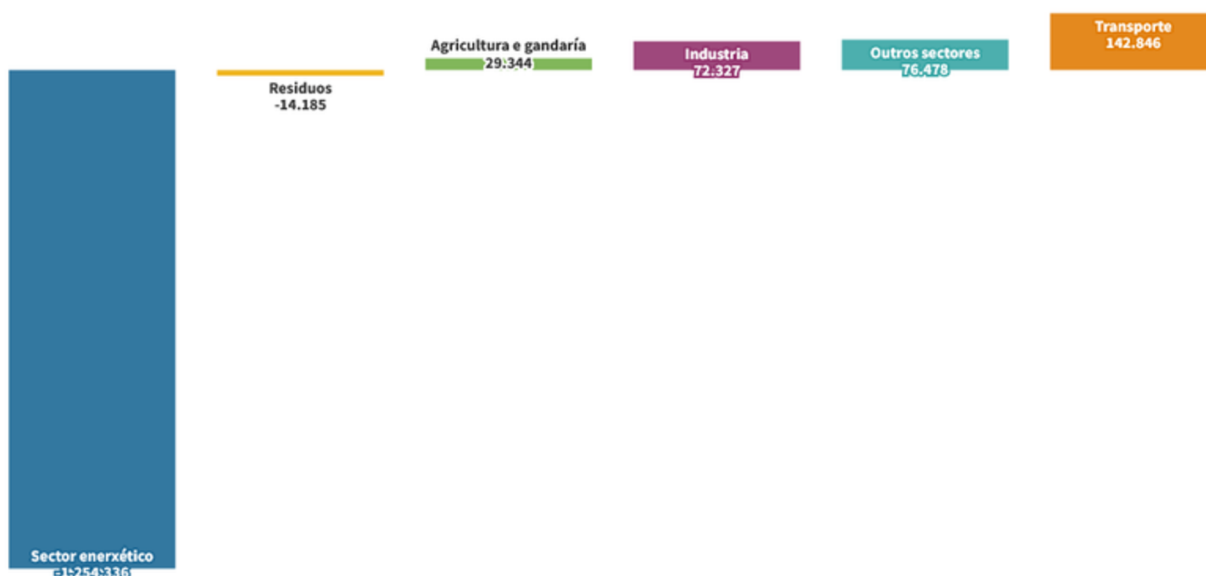 Transporte
142.846
Agricultura e gandaría
29.344
Industria
72.327
Outros sectores
76.478
Residuos
-14.185
Sector enerxético
-1.254.336